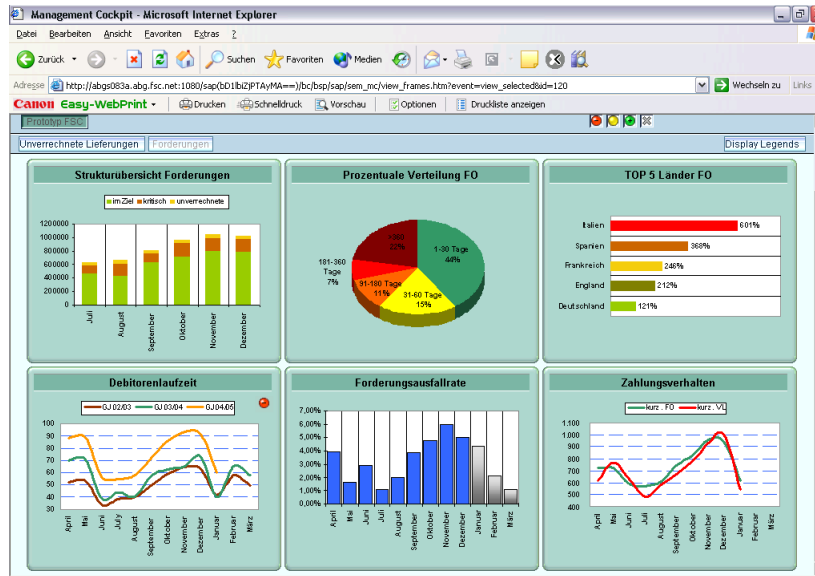 Management Cockpit - Microsoft Internet Explorer
Datei Bearbeiten Ansicht Favoriten Extras ?
Zurück Suchen Favoriten Medien
Adresse http://abgs083a.abg.fsc.net:1080/sap(bD1lbiZjPTAyMA==)/bc/bsp/sap/sem_mc/view_frames.htm?event=view_selected&id=120 Wechseln zu Links
Canon Easy-WebPrint Drucken Schnelldruck Vorschau Optionen Druckliste anzeigen
Prototyp FSC
Unverrechnete Lieferungen Forderungen Display Legends
Strukturübersicht Forderungen
im Ziel kritisch unverrechnete
1200000
1000000
800000
600000
400000
200000
0
Juli August September Oktober November Dezember
Prozentuale Verteilung FO
>360
22%
1-30 Tage
44%
181-360
Tage
7%
91-180 Tage
11%
31-60 Tage
15%
TOP 5 Länder FO
Italien 601%
Spanien 368%
Frankreich 246%
England 212%
Deutschland 121%
Debitorenlaufzeit
GJ 02/03 GJ 03/04 GJ 04/05
100
90
80
70
60
50
40
30
April Mai Juni July August September Oktober November Dezember Januar Februar März
Forderungsausfallrate
7,00%
6,00%
5,00%
4,00%
3,00%
2,00%
1,00%
0,00%
April Mai Juni Juli August September Oktober November Dezember Januar Februar März
Zahlungsverhalten
kurz. FO kurz. VL
1.100
1.000
900
800
700
600
500
400
April Mai Juni Juli August September Oktober November Dezember Januar Februar März